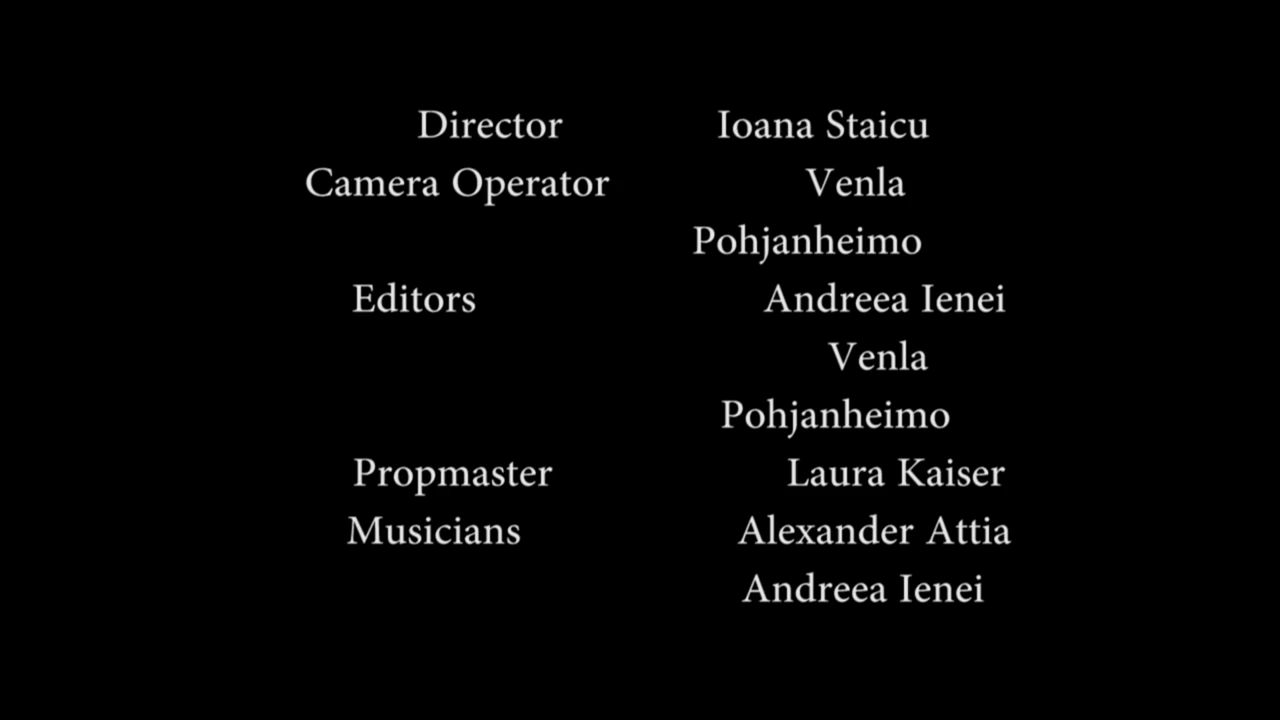 Director Ioana Staicu
Camera Operator Venla
Pohjanheimo
Editors Andreea Ienei
Venla
Pohjanheimo
Propmaster Laura Kaiser
Musicians Alexander Attia
Andreea Ienei